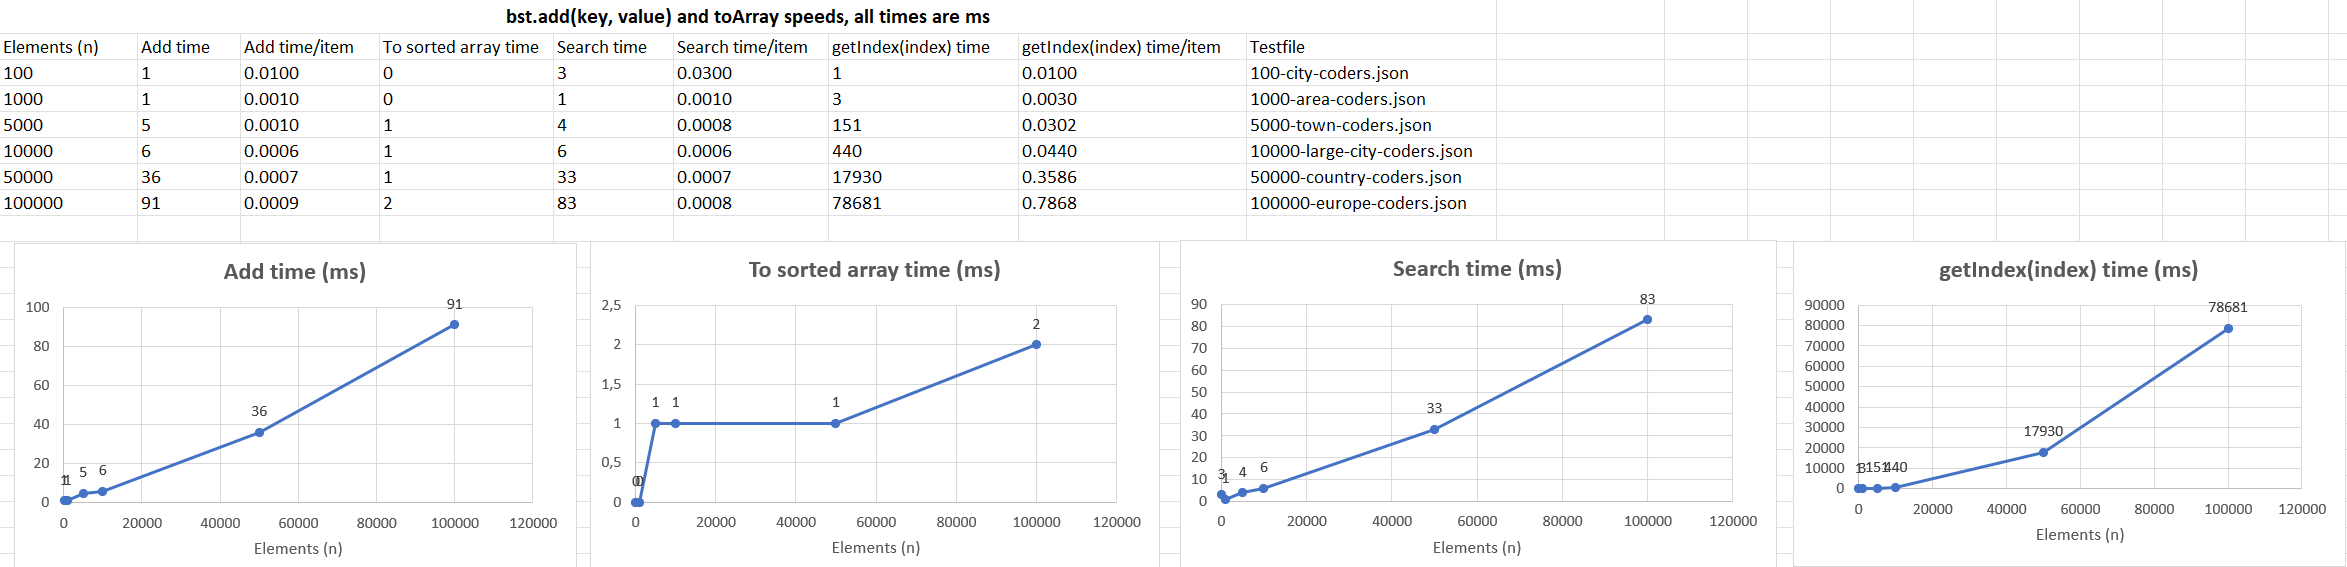 bst.add(key, value) and toArray speeds, all times are ms
Elements (n) Add time Add time/item To sorted array time Search time Search time/item getIndex(index) time getIndex(index) time/item Testfile
100 1 0.0100 0 3 0.0300 1 0.0100 100-city-coders.json
1000 1 0.0010 0 1 0.0010 3 0.0030 1000-area-coders.json
5000 5 0.0010 1 4 0.0008 151 0.0302 5000-town-coders.json
10000 6 0.0006 1 6 0.0006 440 0.0440 10000-large-city-coders.json
50000 36 0.0007 1 33 0.0007 17930 0.3586 50000-country-coders.json
100000 91 0.0009 2 83 0.0008 78681 0.7868 100000-europe-coders.json
Add time (ms)
100
80
60
40
20
0
1
1
5
6
36
91
0 20000 40000 60000 80000 100000 120000
Elements (n)
To sorted array time (ms)
2,5
2
1,5
1
0,5
0
0
0
1
1
1
2
0 20000 40000 60000 80000 100000 120000
Elements (n)
Search time (ms)
90
80
70
60
50
40
30
20
10
0
3
1
4
6
33
83
0 20000 40000 60000 80000 100000 120000
Elements (n)
getIndex(index) time (ms)
90000
80000
70000
60000
50000
40000
30000
20000
10000
0
1
3
151
440
17930
78681
0 20000 40000 60000 80000 100000 120000
Elements (n)